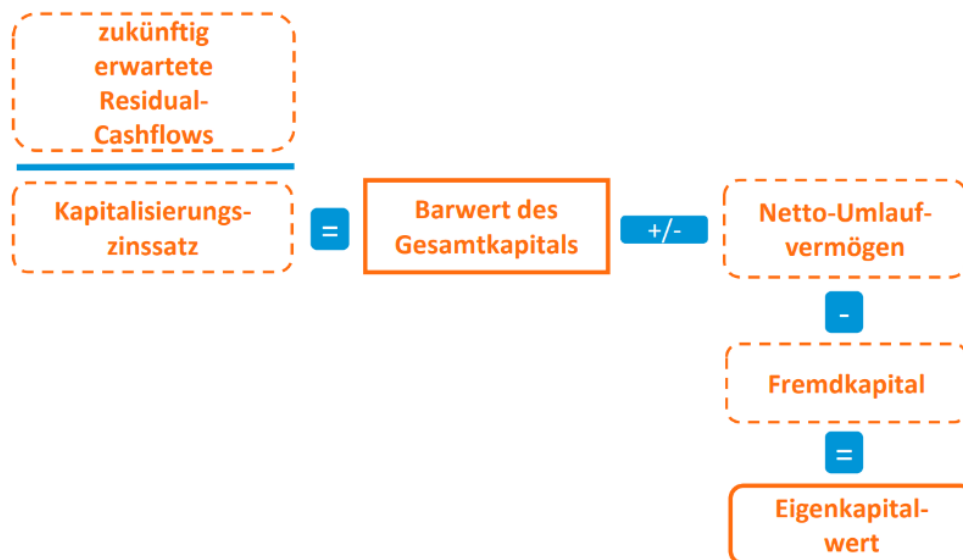 zukünftig
erwartete
Residual-
Cashflows
Kapitalisierungs-
zinssatz
=
Barwert des
Gesamtkapitals
+/-
Netto-Umlauf-
vermögen
-
Fremdkapital
=
Eigenkapital-
wert